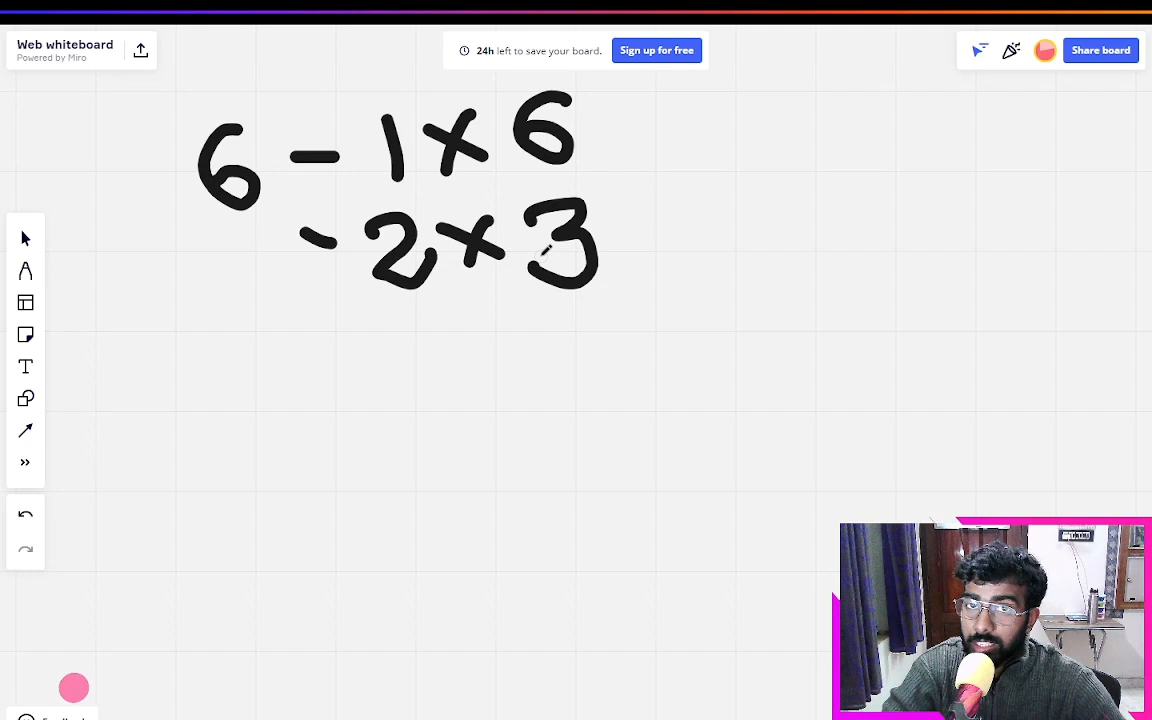 Web whiteboard
Powered by Miro
24h left to save your board.
Sign up for free
Share board
6 - 1 x 6
- 2 x 3